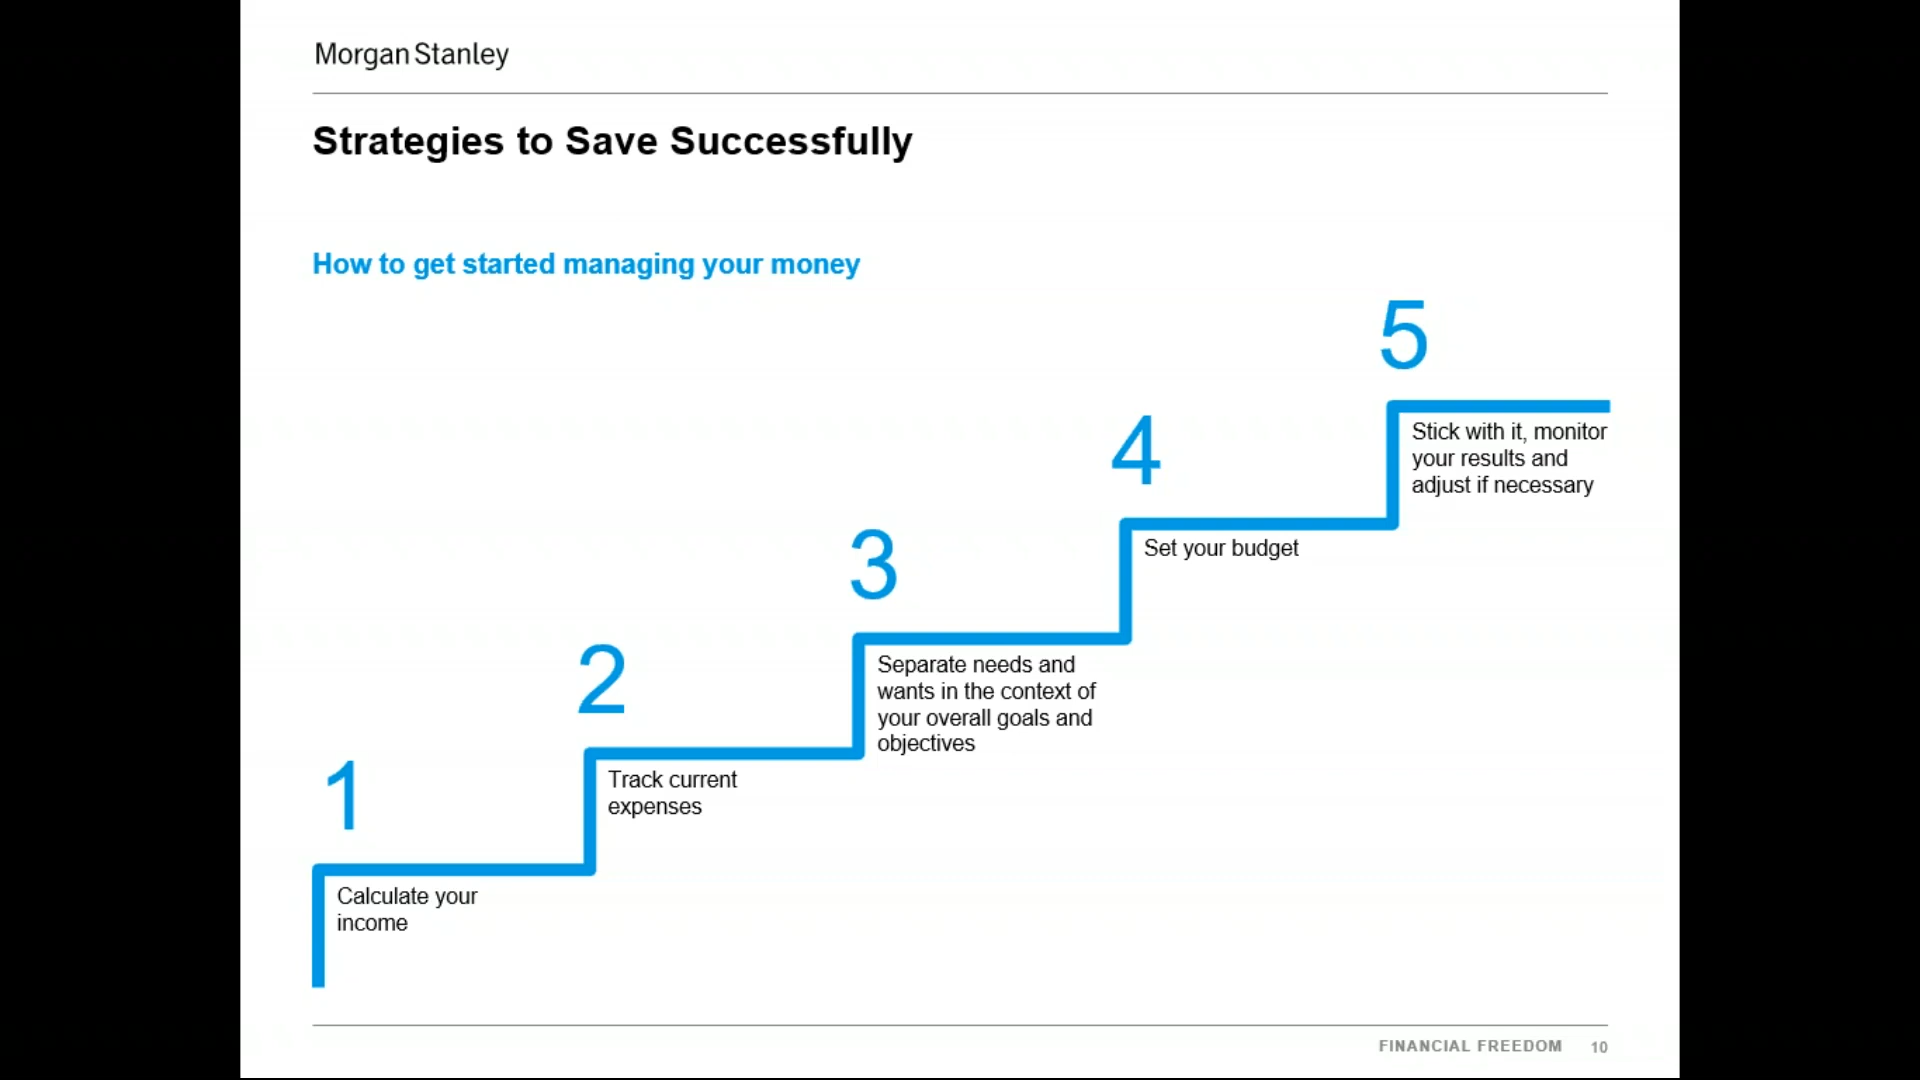 Morgan Stanley
Strategies to Save Successfully
How to get started managing your money
1
Calculate your
income
2
Track current
expenses
3
Separate needs and
wants in the context of
your overall goals and
objectives
4
Set your budget
5
Stick with it, monitor
your results and
adjust if necessary
FINANCIAL FREEDOM 10